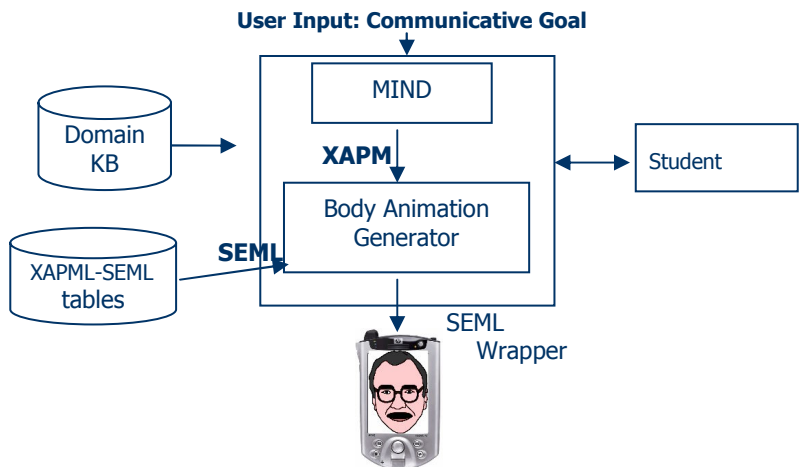 User Input: Communicative Goal
MIND
Domain
KB
XAPM
Student
Body Animation
Generator
SEML
XAPML-SEML
tables
SEML
Wrapper